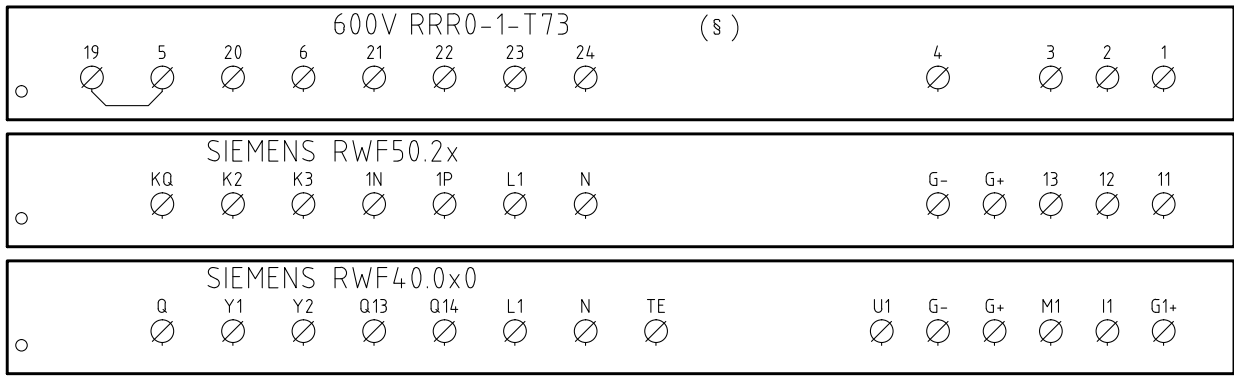 600V RRR0-1-T73 (§)
19 5 20 6 21 22 23 24 4 3 2 1
SIEMENS RWF50.2x
KQ K2 K3 1N 1P L1 N G- G+ 13 12 11
SIEMENS RWF40.0x0
Q Y1 Y2 Q13 Q14 L1 N TE U1 G- G+ M1 I1 G1+